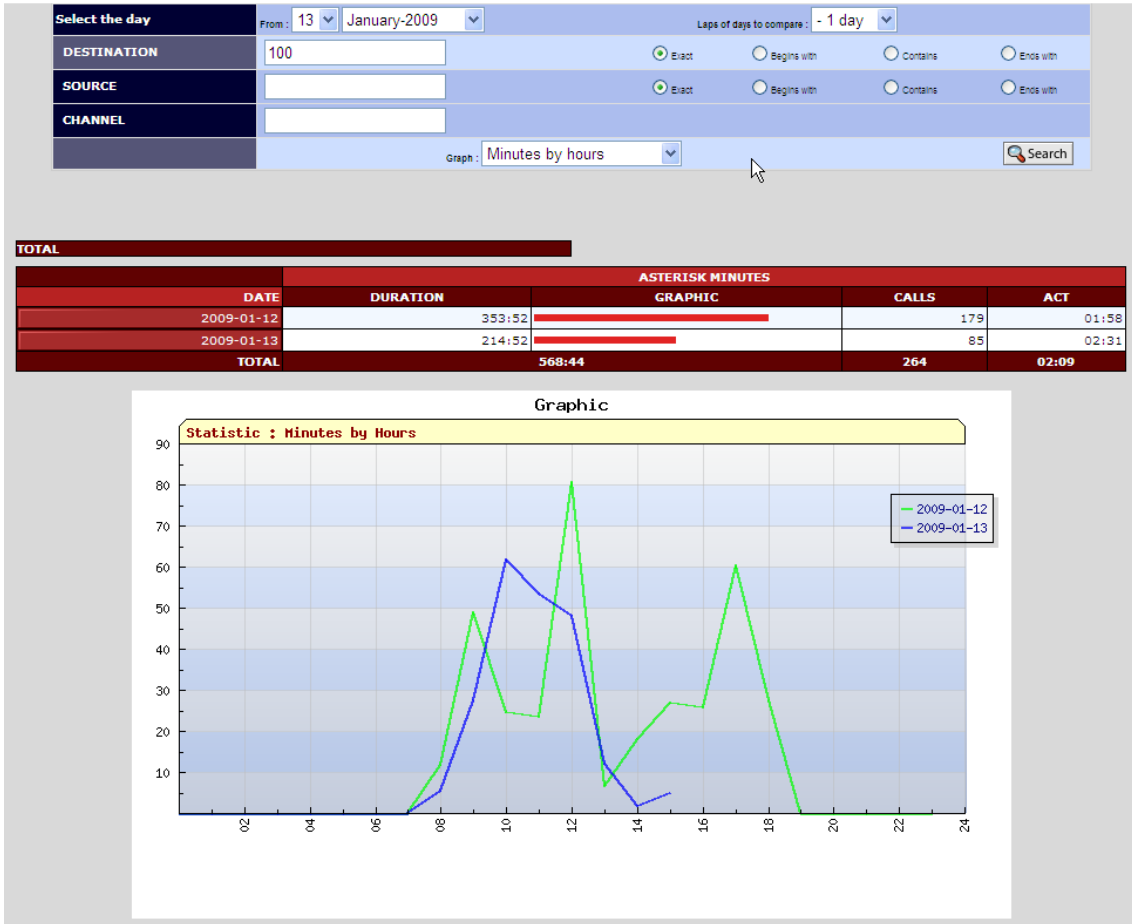 Select the day From : 13 January-2009 Laps of days to compare : - 1 day
DESTINATION 100 Exact Begins with Contains Ends with
SOURCE Exact Begins with Contains Ends with
CHANNEL
Graph : Minutes by hours Search
TOTAL
ASTERISK MINUTES
DATE DURATION GRAPHIC CALLS ACT
2009-01-12 353:52 179 01:58
2009-01-13 214:52 85 02:31
TOTAL 568:44 264 02:09
Graphic
Statistic : Minutes by Hours
90
80
70
60
50
40
30
20
10
2009-01-12
2009-01-13
02 04 06 08 10 12 14 16 18 20 22 24